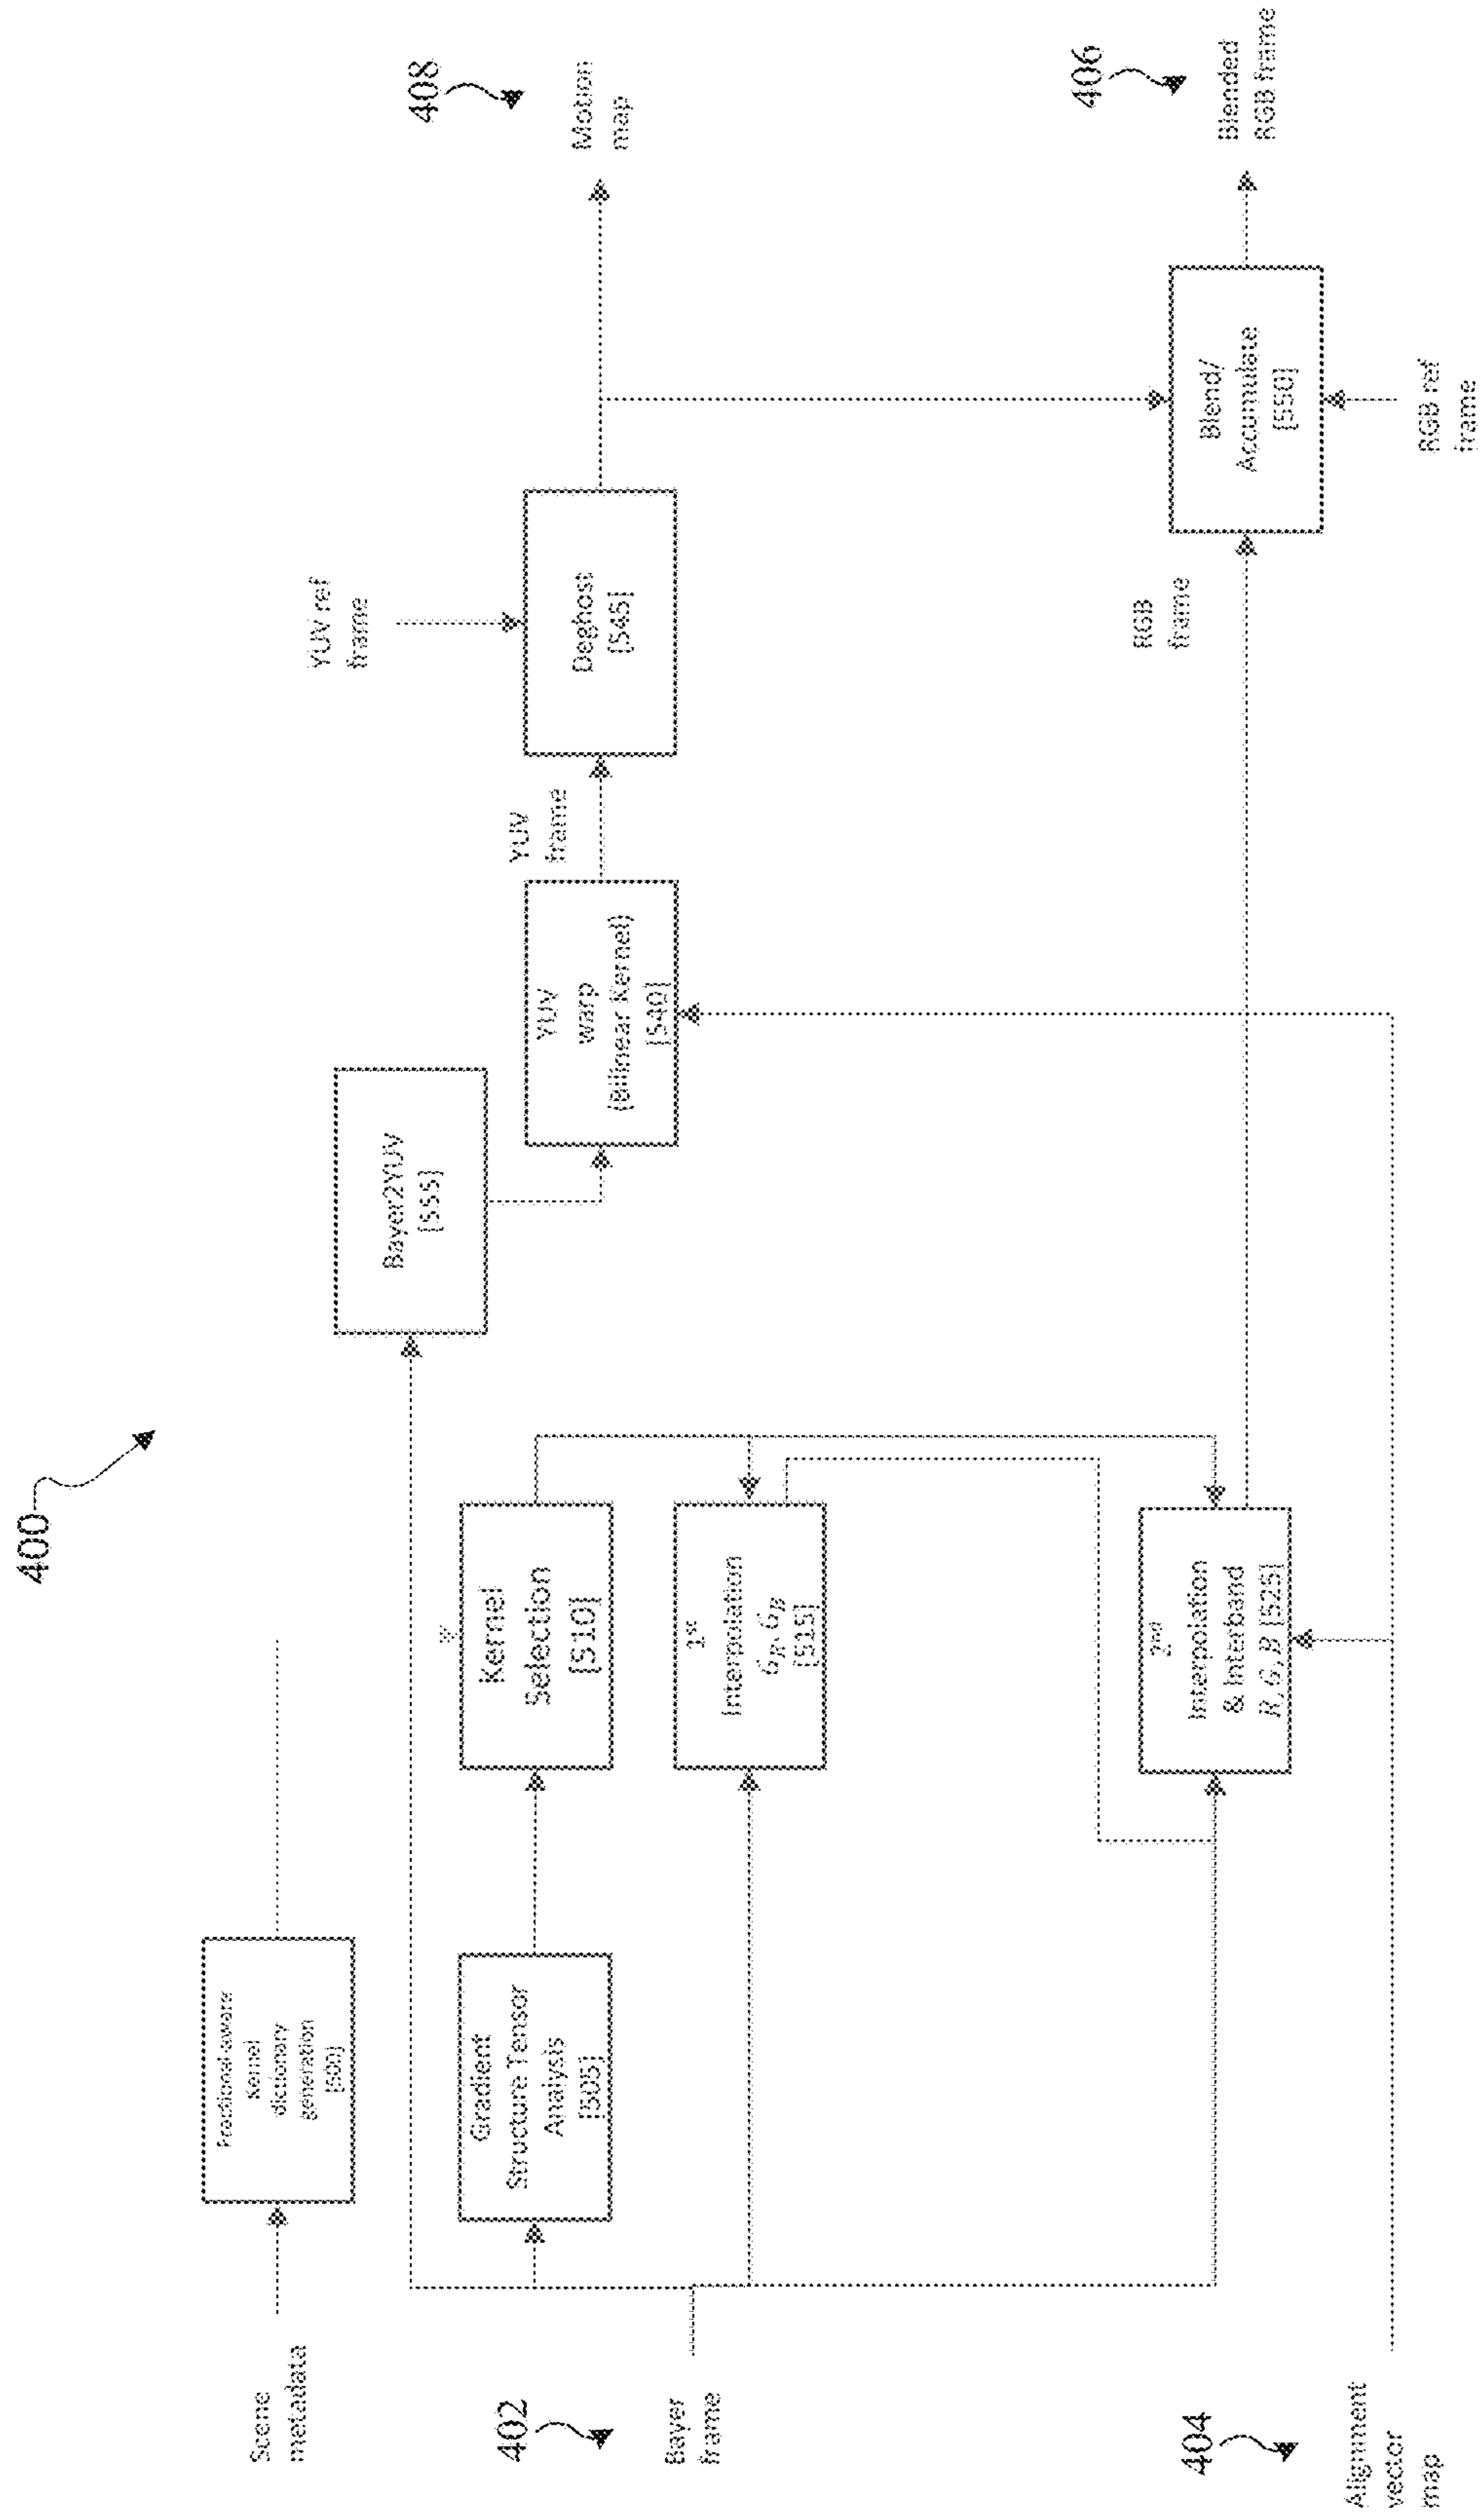 400
Scene
metadata
Fractional-aware
Kernel
dictionary
generation
[500]
402
Bayer
frame
Gradient
Structure Tensor
Analysis
[505]
Kernel
Selection
[510]
1st
Interpolation
G_R, G_B
[515]
404
Alignment
vector
map
2nd
Interpolation
& Interband
R, G, B [525]
Bayer2YUV
[555]
YUV
warp
(Bilinear Kernel)
[540]
YUV
frame
YUV ref
frame
Deghost
[545]
408
Motion
map
RGB
frame
Blend/
Accumulate
[550]
RGB ref
frame
406
Blended
RGB frame